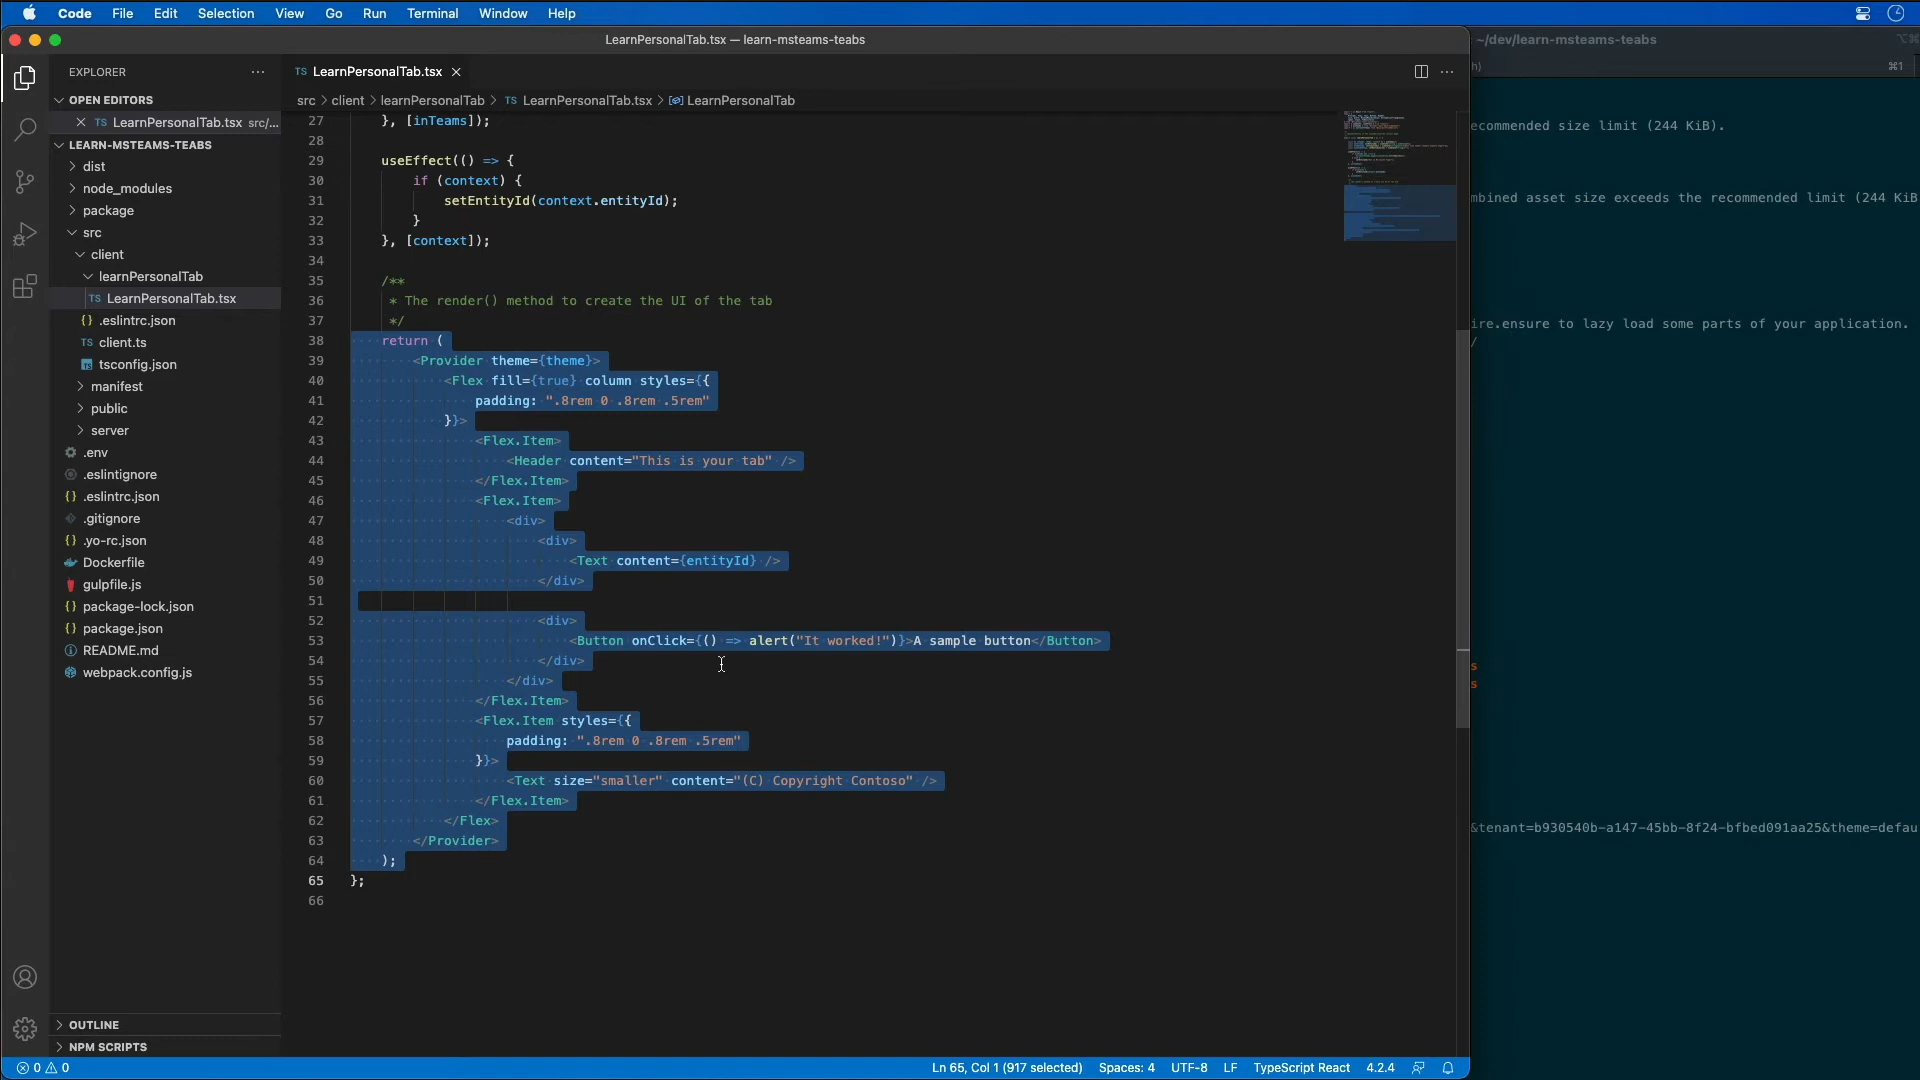 Code File Edit Selection View Go Run Terminal Window Help
LearnPersonalTab.tsx — learn-msteams-teabs
~/dev/learn-msteams-teabs
⌥⌘
EXPLORER
TS LearnPersonalTab.tsx
h)
⌘1
OPEN EDITORS
src > client > learnPersonalTab > TS LearnPersonalTab.tsx > LearnPersonalTab
TS LearnPersonalTab.tsx src/...
LEARN-MSTEAMS-TEABS
dist
node_modules
package
src
client
learnPersonalTab
TS LearnPersonalTab.tsx
{} .eslintrc.json
TS client.ts
tsconfig.json
manifest
public
server
.env
.eslintignore
{} .eslintrc.json
.gitignore
{} .yo-rc.json
Dockerfile
gulpfile.js
{} package-lock.json
{} package.json
README.md
webpack.config.js
OUTLINE
NPM SCRIPTS
27 }, [inTeams]);
28
29 useEffect(() => {
30 if (context) {
31 setEntityId(context.entityId);
32 }
33 }, [context]);
34
35 /**
36 * The render() method to create the UI of the tab
37 */
38 return (
39 <Provider theme={theme}>
40 <Flex fill={true} column styles={{
41 padding: ".8rem 0 .8rem .5rem"
42 }}>
43 <Flex.Item>
44 <Header content="This is your tab" />
45 </Flex.Item>
46 <Flex.Item>
47 <div>
48 <div>
49 <Text content={entityId} />
50 </div>
51
52 <div>
53 <Button onClick={() => alert("It worked!")}>A sample button</Button>
54 </div>
55 </div>
56 </Flex.Item>
57 <Flex.Item styles={{
58 padding: ".8rem 0 .8rem .5rem"
59 }}>
60 <Text size="smaller" content="(C) Copyright Contoso" />
61 </Flex.Item>
62 </Flex>
63 </Provider>
64 );
65 };
66
ecommended size limit (244 KiB).
mbined asset size exceeds the recommended limit (244 KiB
ire.ensure to lazy load some parts of your application.
/
s
s
&tenant=b930540b-a147-45bb-8f24-bfbed091aa25&theme=defau
0 0
Ln 65, Col 1 (917 selected) Spaces: 4 UTF-8 LF TypeScript React 4.2.4